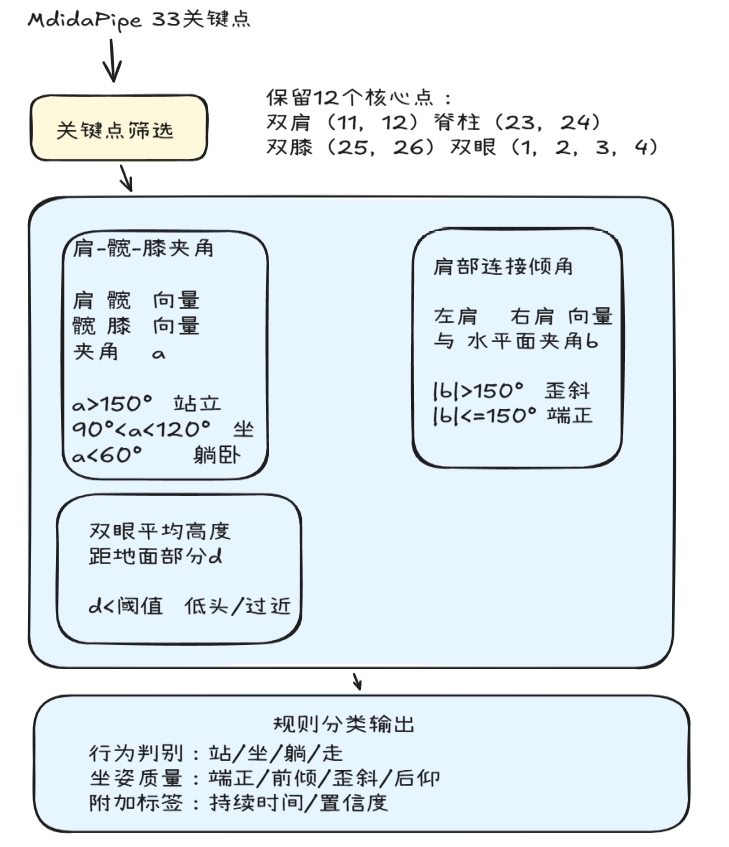 MdidaPipe 33关键点
关键点筛选
保留12个核心点：
双肩（11，12）脊柱（23，24）
双膝（25，26）双眼（1，2，3，4）
肩-髋-膝夹角
肩 髋 向量
髋 膝 向量
夹角 a
a>150° 站立
90°<a<120° 坐
a<60° 躺卧
肩部连接倾角
左肩 右肩 向量
与 水平面夹角b
|b|>150° 歪斜
|b|<=150° 端正
双眼平均高度
距地面部分d
d<阈值 低头/过近
规则分类输出
行为判别：站/坐/躺/走
坐姿质量：端正/前倾/歪斜/后仰
附加标签：持续时间/置信度